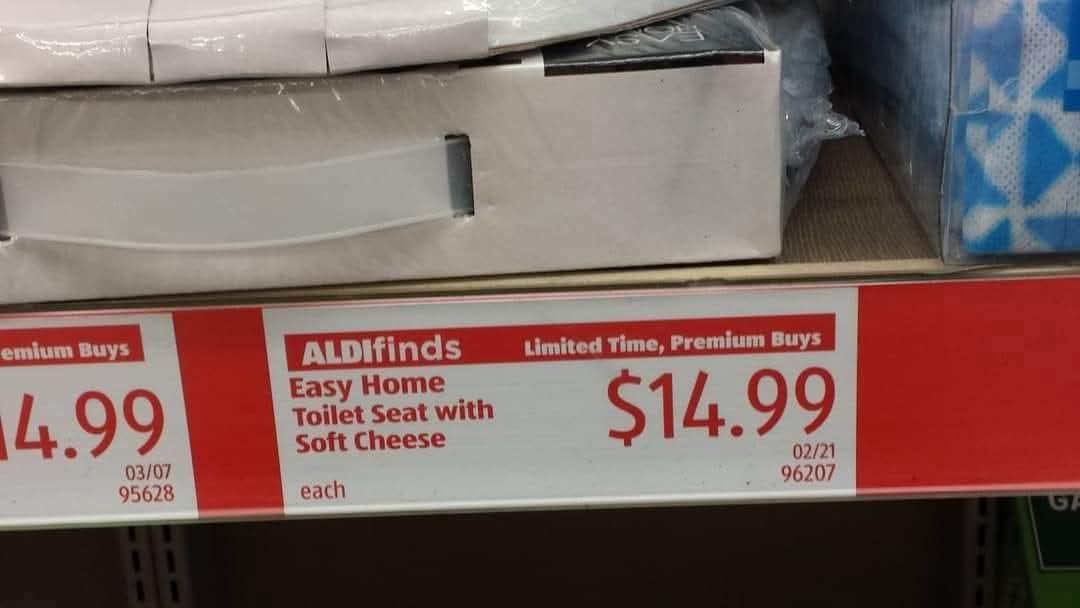 emium Buys
14.99
03/07
95628
ALDIfinds Limited Time, Premium Buys
Easy Home
Toilet Seat with
Soft Cheese
$14.99
02/21
96207
each